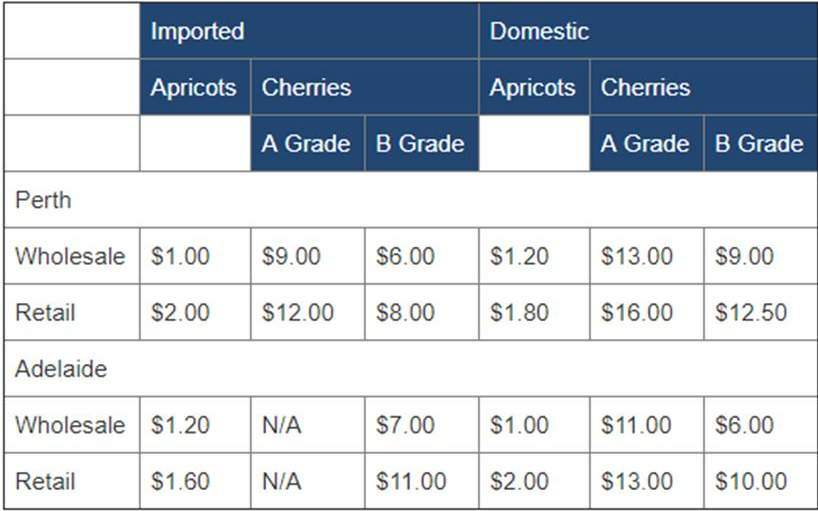 Imported Domestic
Apricots Cherries Apricots Cherries
A Grade B Grade A Grade B Grade
Perth
Wholesale $1.00 $9.00 $6.00 $1.20 $13.00 $9.00
Retail $2.00 $12.00 $8.00 $1.80 $16.00 $12.50
Adelaide
Wholesale $1.20 N/A $7.00 $1.00 $11.00 $6.00
Retail $1.60 N/A $11.00 $2.00 $13.00 $10.00